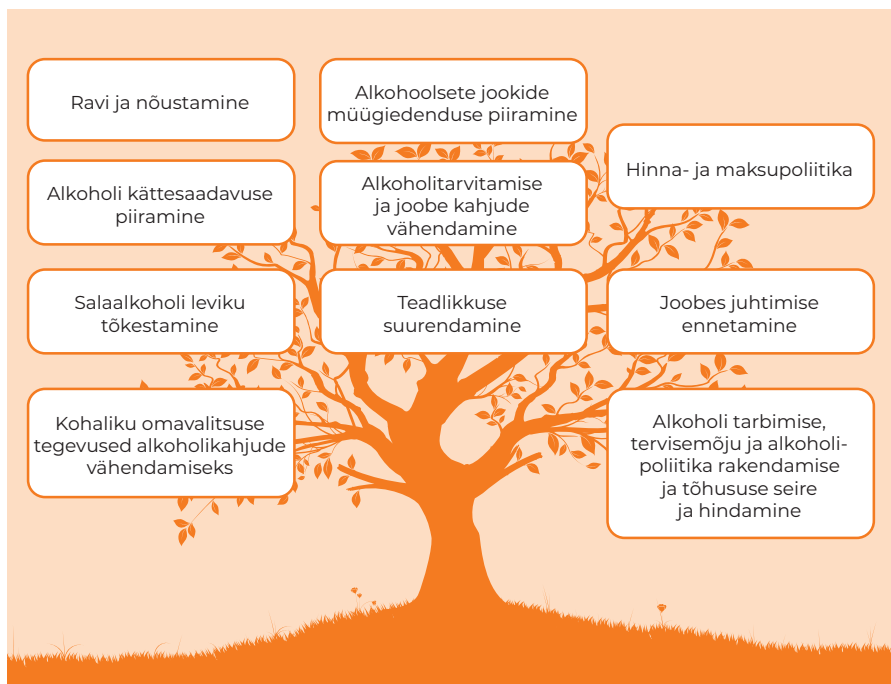 Ravi ja nõustamine
Alkohoolsete jookide
müügiedenduse piiramine
Hinna- ja maksupoliitika
Alkoholi kättesaadavuse
piiramine
Alkoholitarvitamise
ja joobe kahjude
vähendamine
Salaalkoholi leviku
tõkestamine
Teadlikkuse
suurendamine
Joobes juhtimise
ennetamine
Kohaliku omavalitsuse
tegevused alkoholikahjude
vähendamiseks
Alkoholi tarbimise,
tervisemõju ja alkoholi-
poliitika rakendamise
ja tõhususe seire
ja hindamine